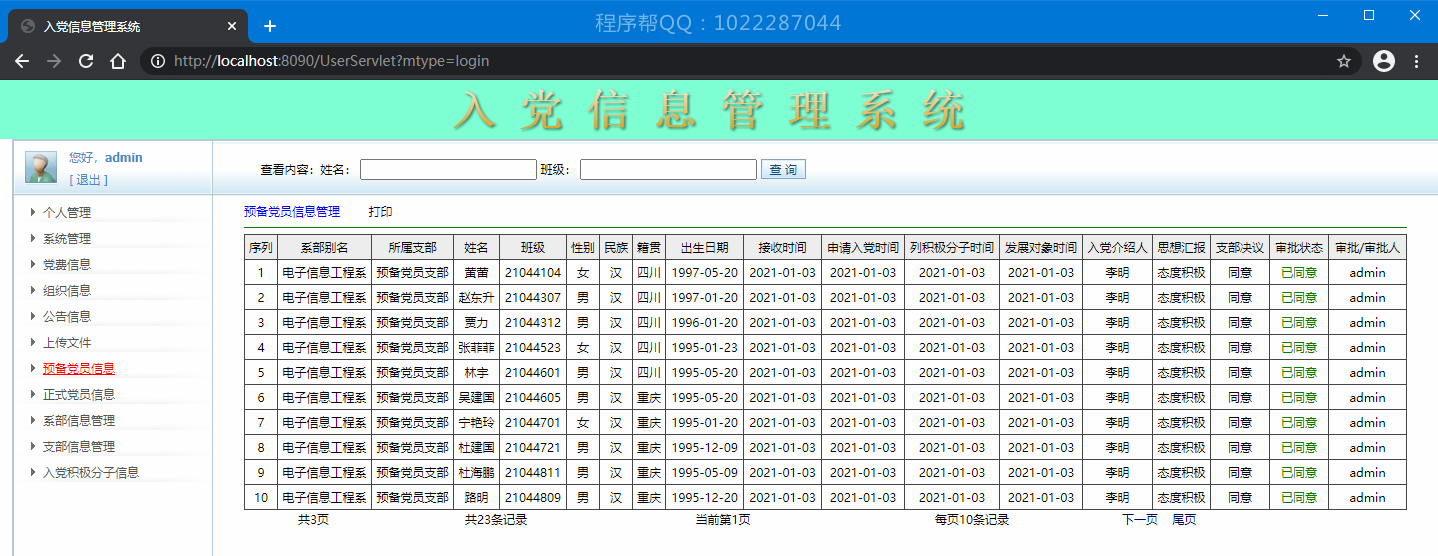 入党信息管理系统
程序帮QQ：1022287044
http://localhost:8090/UserServlet?mtype=login
入党信息管理系统
您好，admin
[ 退出 ]
查看内容：姓名： 班级： 查 询
个人管理
系统管理
党费信息
组织信息
公告信息
上传文件
预备党员信息
正式党员信息
系部信息管理
支部信息管理
入党积极分子信息
预备党员信息管理 打印
序列 系部别名 所属支部 姓名 班级 性别 民族 籍贯 出生日期 接收时间 申请入党时间 列积极分子时间 发展对象时间 入党介绍人 思想汇报 支部决议 审批状态 审批/审批人
1 电子信息工程系 预备党员支部 黄茜 21044104 女 汉 四川 1997-05-20 2021-01-03 2021-01-03 2021-01-03 2021-01-03 李明 态度积极 同意 已同意 admin
2 电子信息工程系 预备党员支部 赵东升 21044307 男 汉 四川 1997-01-20 2021-01-03 2021-01-03 2021-01-03 2021-01-03 李明 态度积极 同意 已同意 admin
3 电子信息工程系 预备党员支部 贾力 21044312 男 汉 四川 1996-01-20 2021-01-03 2021-01-03 2021-01-03 2021-01-03 李明 态度积极 同意 已同意 admin
4 电子信息工程系 预备党员支部 张菲菲 21044523 女 汉 四川 1995-01-23 2021-01-03 2021-01-03 2021-01-03 2021-01-03 李明 态度积极 同意 已同意 admin
5 电子信息工程系 预备党员支部 林宇 21044601 男 汉 四川 1995-05-20 2021-01-03 2021-01-03 2021-01-03 2021-01-03 李明 态度积极 同意 已同意 admin
6 电子信息工程系 预备党员支部 吴建国 21044605 男 汉 重庆 1995-05-20 2021-01-03 2021-01-03 2021-01-03 2021-01-03 李明 态度积极 同意 已同意 admin
7 电子信息工程系 预备党员支部 宁艳玲 21044701 女 汉 重庆 1995-01-20 2021-01-03 2021-01-03 2021-01-03 2021-01-03 李明 态度积极 同意 已同意 admin
8 电子信息工程系 预备党员支部 杜建国 21044721 男 汉 重庆 1995-12-09 2021-01-03 2021-01-03 2021-01-03 2021-01-03 李明 态度积极 同意 已同意 admin
9 电子信息工程系 预备党员支部 杜海鹏 21044811 男 汉 重庆 1995-05-09 2021-01-03 2021-01-03 2021-01-03 2021-01-03 李明 态度积极 同意 已同意 admin
10 电子信息工程系 预备党员支部 路明 21044809 男 汉 重庆 1995-12-20 2021-01-03 2021-01-03 2021-01-03 2021-01-03 李明 态度积极 同意 已同意 admin
共3页 共23条记录 当前第1页 每页10条记录 下一页 尾页